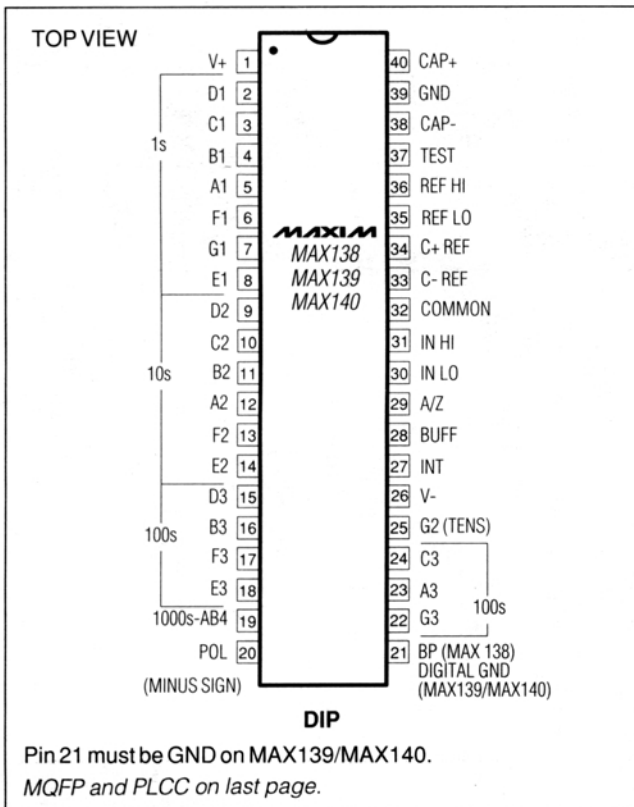 TOP VIEW
V+ 1
D1 2
C1 3
B1 4
A1 5
F1 6
G1 7
E1 8
D2 9
C2 10
B2 11
A2 12
F2 13
E2 14
D3 15
B3 16
F3 17
E3 18
1000s-AB4 19
POL 20
(MINUS SIGN)
1s
10s
100s
MAXIM
MAX138
MAX139
MAX140
40 CAP+
39 GND
38 CAP-
37 TEST
36 REF HI
35 REF LO
34 C+ REF
33 C- REF
32 COMMON
31 IN HI
30 IN LO
29 A/Z
28 BUFF
27 INT
26 V-
25 G2 (TENS)
24 C3
23 A3
22 G3
100s
21 BP (MAX 138)
DIGITAL GND
(MAX139/MAX140)
DIP
Pin 21 must be GND on MAX139/MAX140.
MQFP and PLCC on last page.